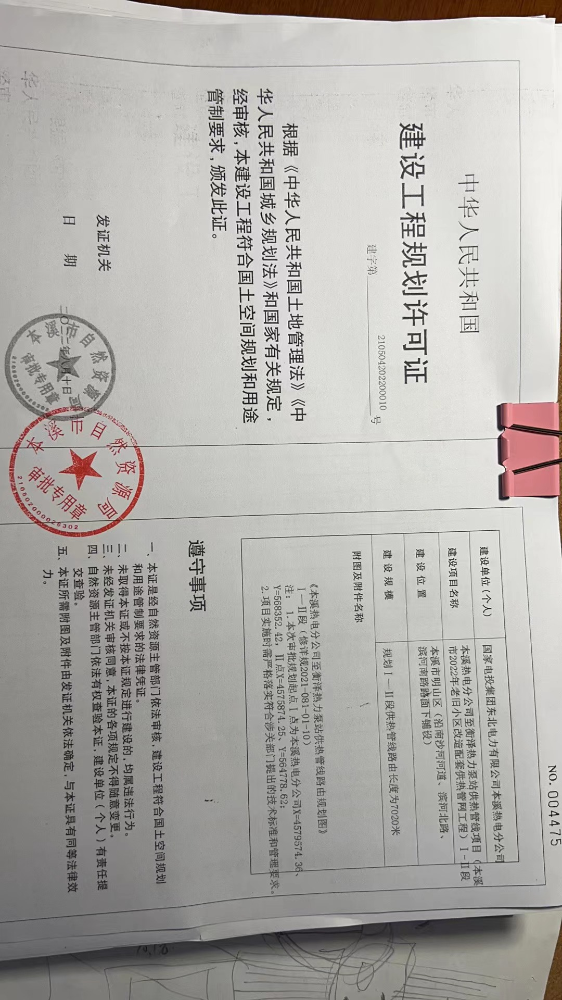 中华人民共和国
建设工程规划许可证
建字第 210504202200010 号
根据《中华人民共和国土地管理法》《中
华人民共和国城乡规划法》和国家有关规定，
经审核，本建设工程符合国土空间规划和用途
管制要求，颁发此证。
发证机关
日 期 二〇二二年八月十日
本溪市自然资源局
审批专用章
本溪市自然资源局
审批专用章
2105020000026302
NO.004475
建设单位(个人) 国家电投集团东北电力有限公司本溪热电分公司
建设项目名称 本溪热电分公司至衡泽热力泵站供热管线项目（本溪
市2022年老旧小区改造配套供热管网工程）I-II段
建设位置 本溪市明山区（沿南沙河河道、滨河北路、
滨河南路路面下铺设）
建设规模 规划I—II段供热管线路由长度为7020米
附图及附件名称
《本溪热电分公司至衡泽热力泵站供热管线路由规划图》
I—II段（修详规2021-081-01-10）
注：1.本次审批规划起点I点为本溪热电分公司X=4579574.36、
Y=568352.42，II点X=4575874.25、Y=564778.62；
2.项目实施时需严格落实符合涉关部门提出的技术标准和管理要求。
遵守事项
一、本证是经自然资源主管部门依法审核，建设工程符合国土空间规划
和用途管制要求的法律凭证。
二、未取得本证或不按本证规定进行建设的，均属违法行为。
三、未经发证机关审核同意，本证的各项规定不得随意变更。
四、自然资源主管部门依法有权查验本证，建设单位（个人）有责任提
交查验。
五、本证所需附图及附件由发证机关依法确定，与本证具有同等法律效
力。